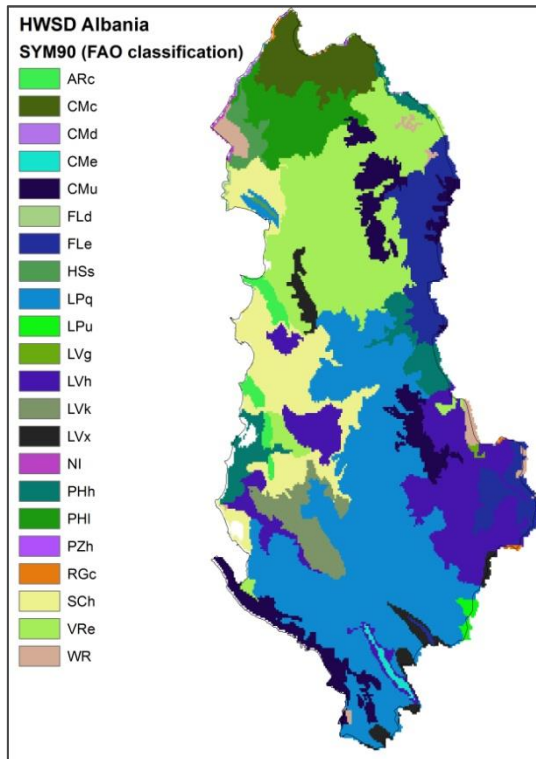 HWSD Albania
SYM90 (FAO classification)
ARc
CMc
CMd
CMe
CMu
FLd
FLe
HSs
LPq
LPu
LVg
LVh
LVk
LVx
NI
PHh
PHl
PZh
RGc
SCh
VRe
WR